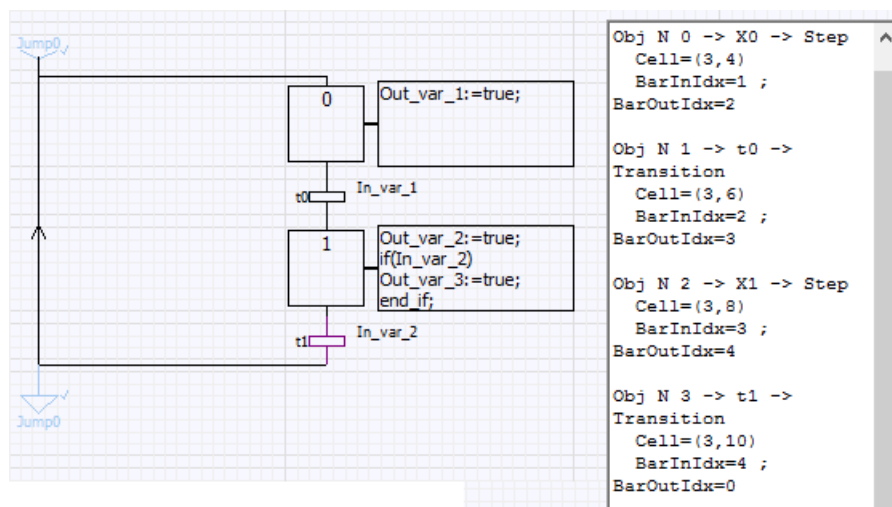 Jump0
0
Out_var_1:=true;
t0
In_var_1
1
Out_var_2:=true;
if(In_var_2)
Out_var_3:=true;
end_if;
t1
In_var_2
Jump0
Obj N 0 -> X0 -> Step
Cell=(3,4)
BarInIdx=1 ;
BarOutIdx=2
Obj N 1 -> t0 ->
Transition
Cell=(3,6)
BarInIdx=2 ;
BarOutIdx=3
Obj N 2 -> X1 -> Step
Cell=(3,8)
BarInIdx=3 ;
BarOutIdx=4
Obj N 3 -> t1 ->
Transition
Cell=(3,10)
BarInIdx=4 ;
BarOutIdx=0